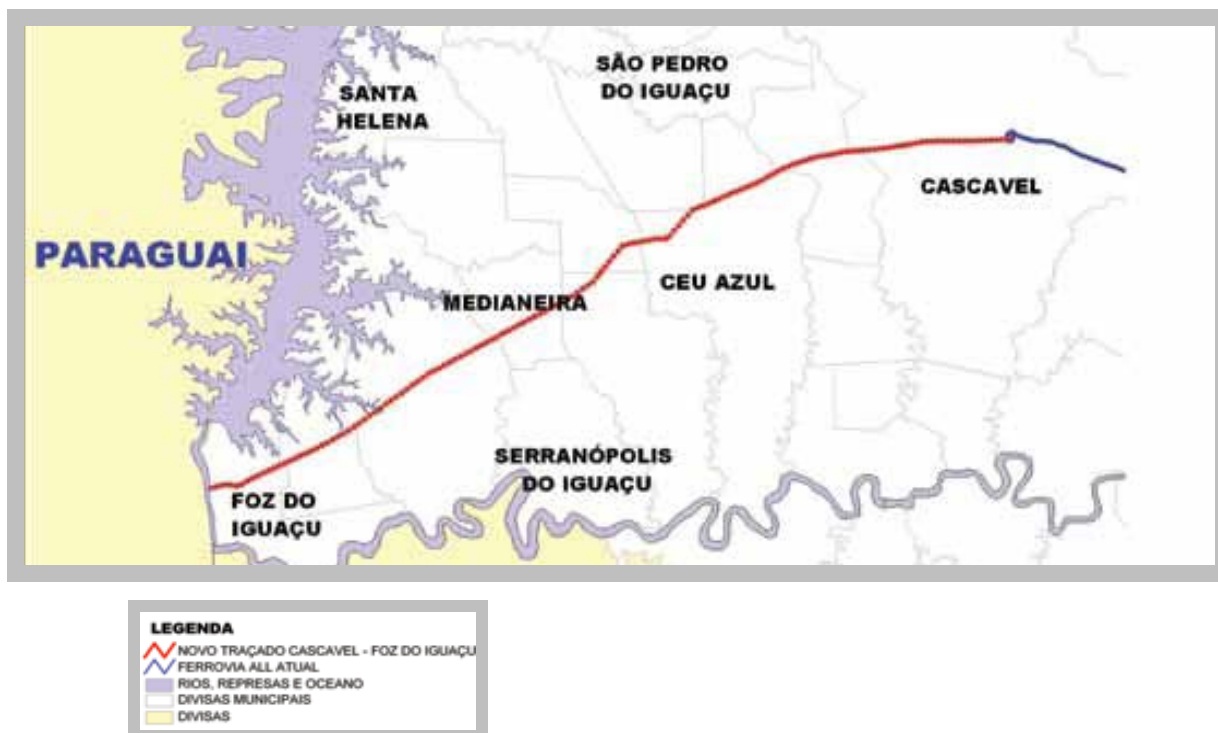 SÃO PEDRO
DO IGUAÇU
SANTA
HELENA
CASCAVEL
PARAGUAI
CEU AZUL
MEDIANEIRA
SERRANÓPOLIS
DO IGUAÇU
FOZ DO
IGUAÇU
LEGENDA
NOVO TRAÇADO CASCAVEL - FOZ DO IGUAÇU
FERROVIA ALL ATUAL
RIOS, REPRESAS E OCEANO
DIVISAS MUNICIPAIS
DIVISAS